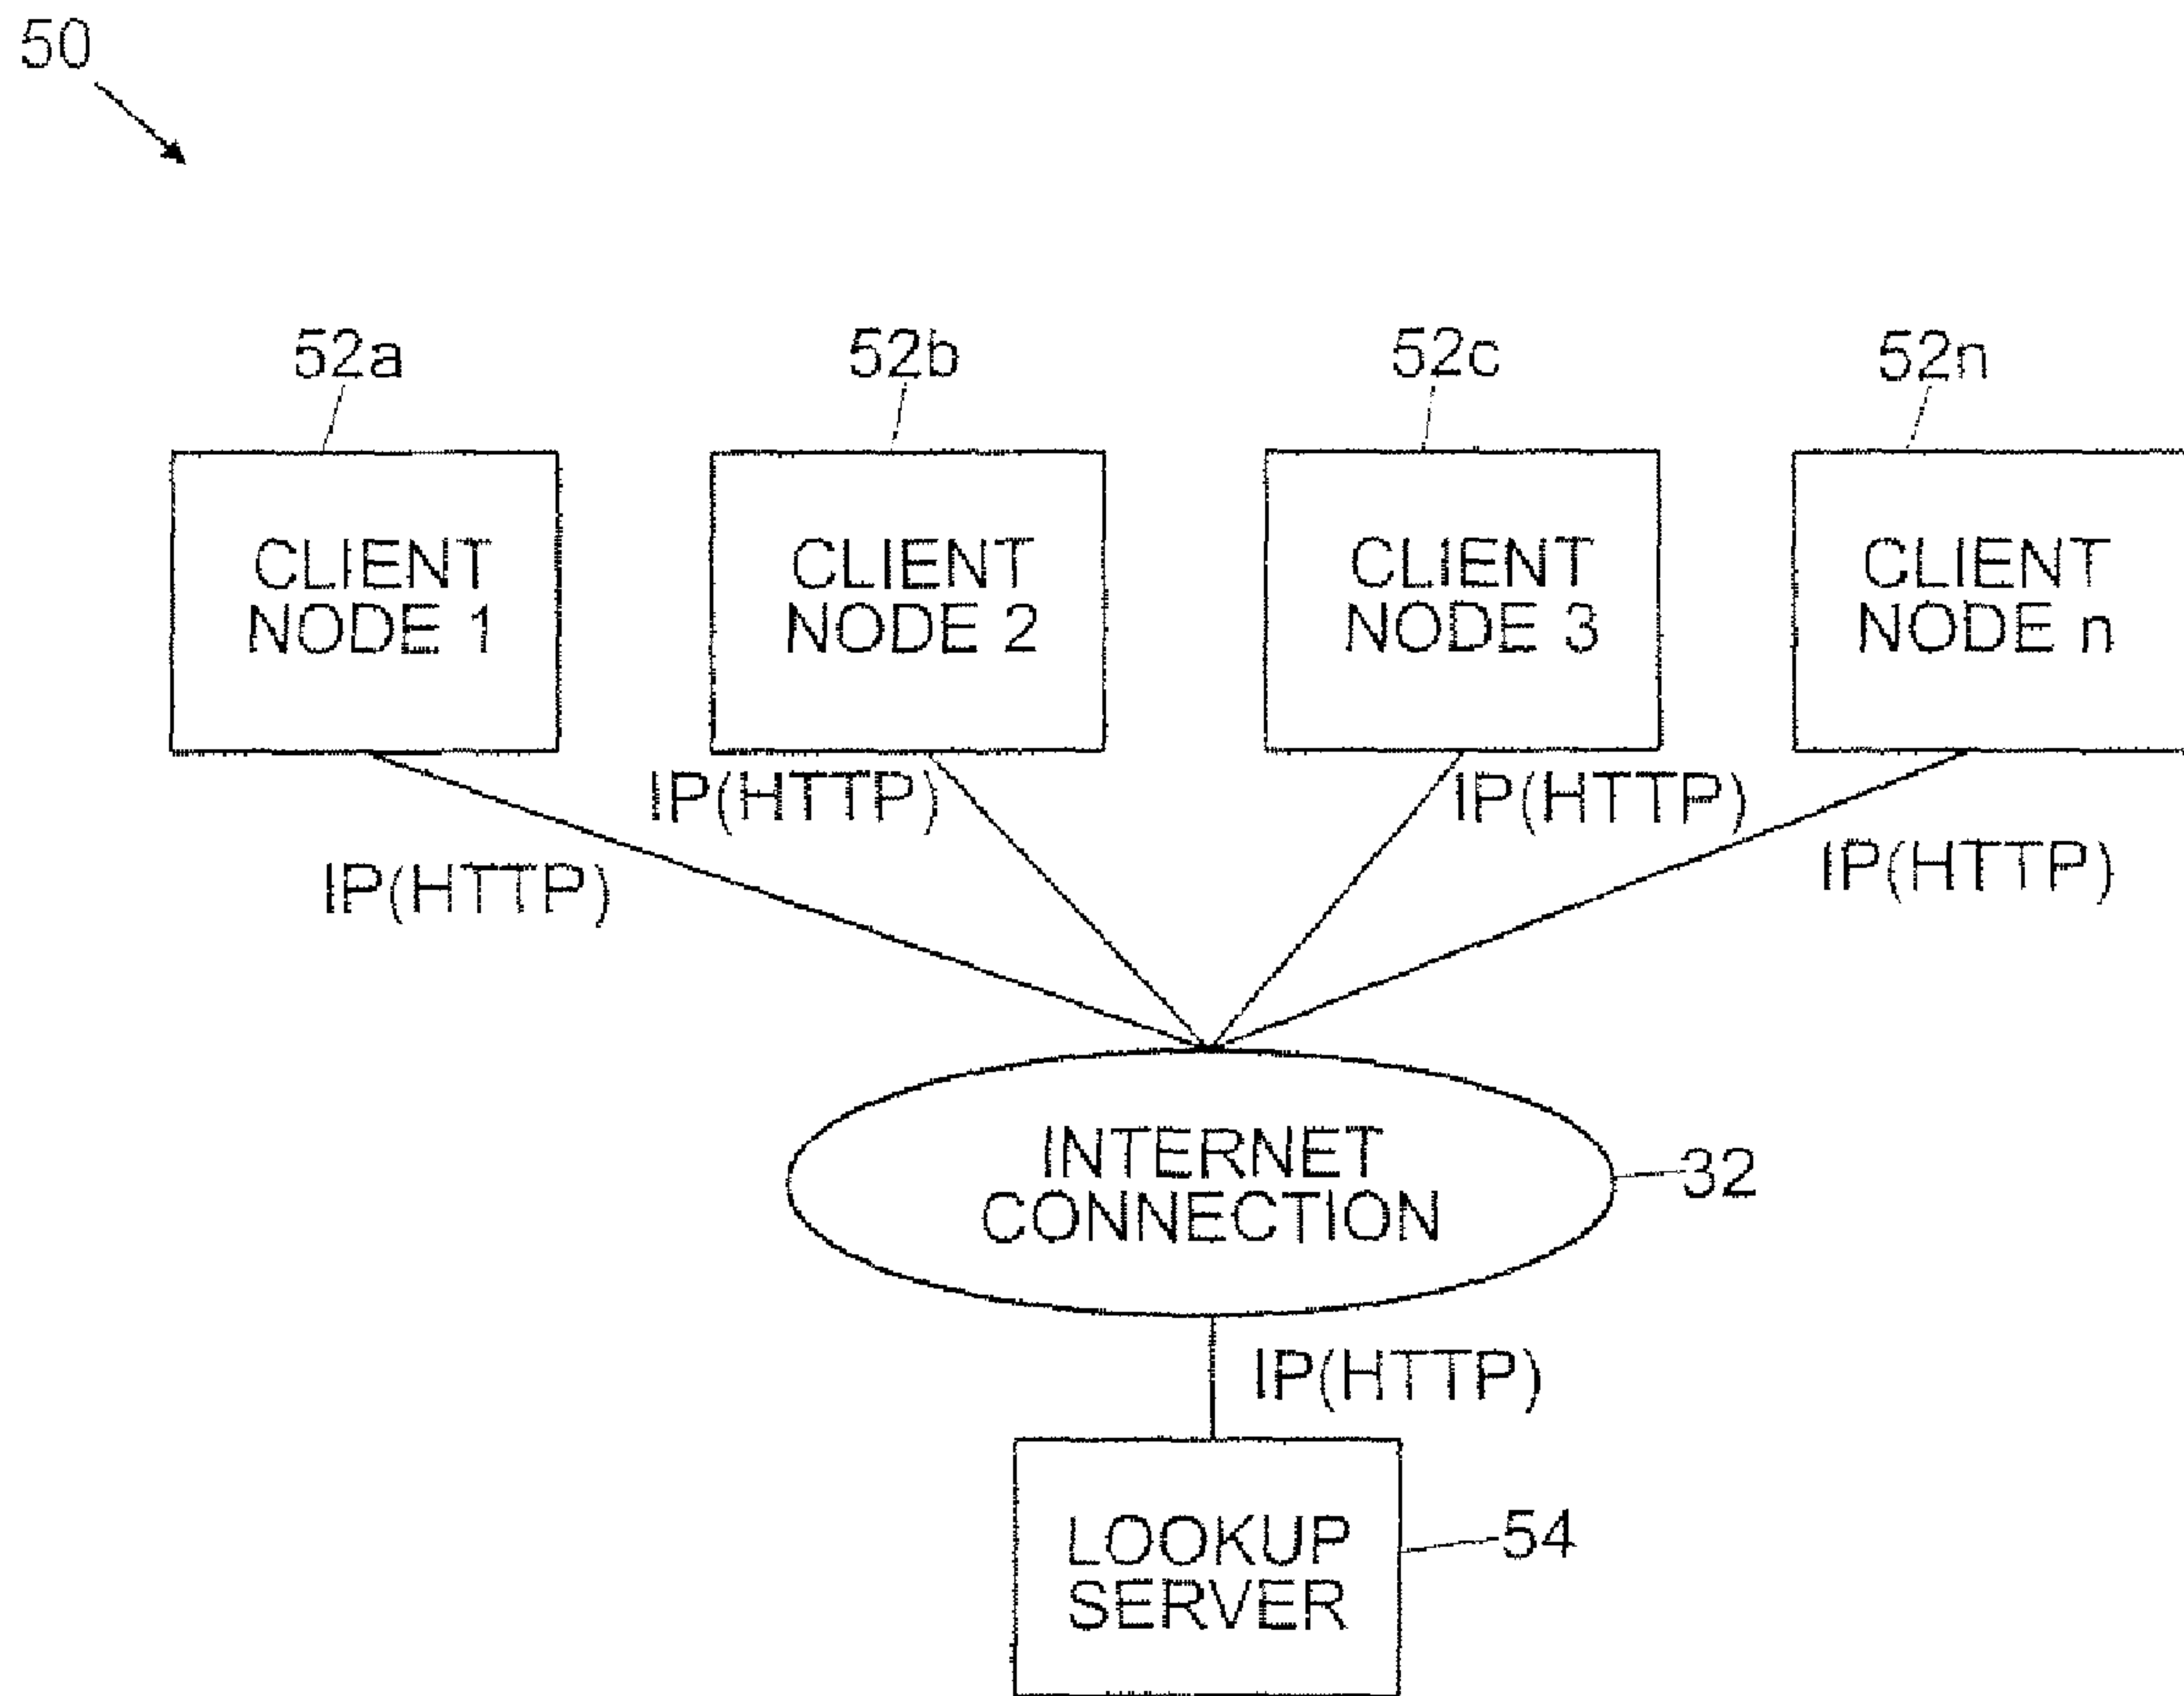 50
52a
52b
52c
52n
CLIENT
NODE 1
CLIENT
NODE 2
CLIENT
NODE 3
CLIENT
NODE n
IP(HTTP)
IP(HTTP)
IP(HTTP)
IP(HTTP)
INTERNET
CONNECTION
32
IP(HTTP)
LOOKUP
SERVER
54